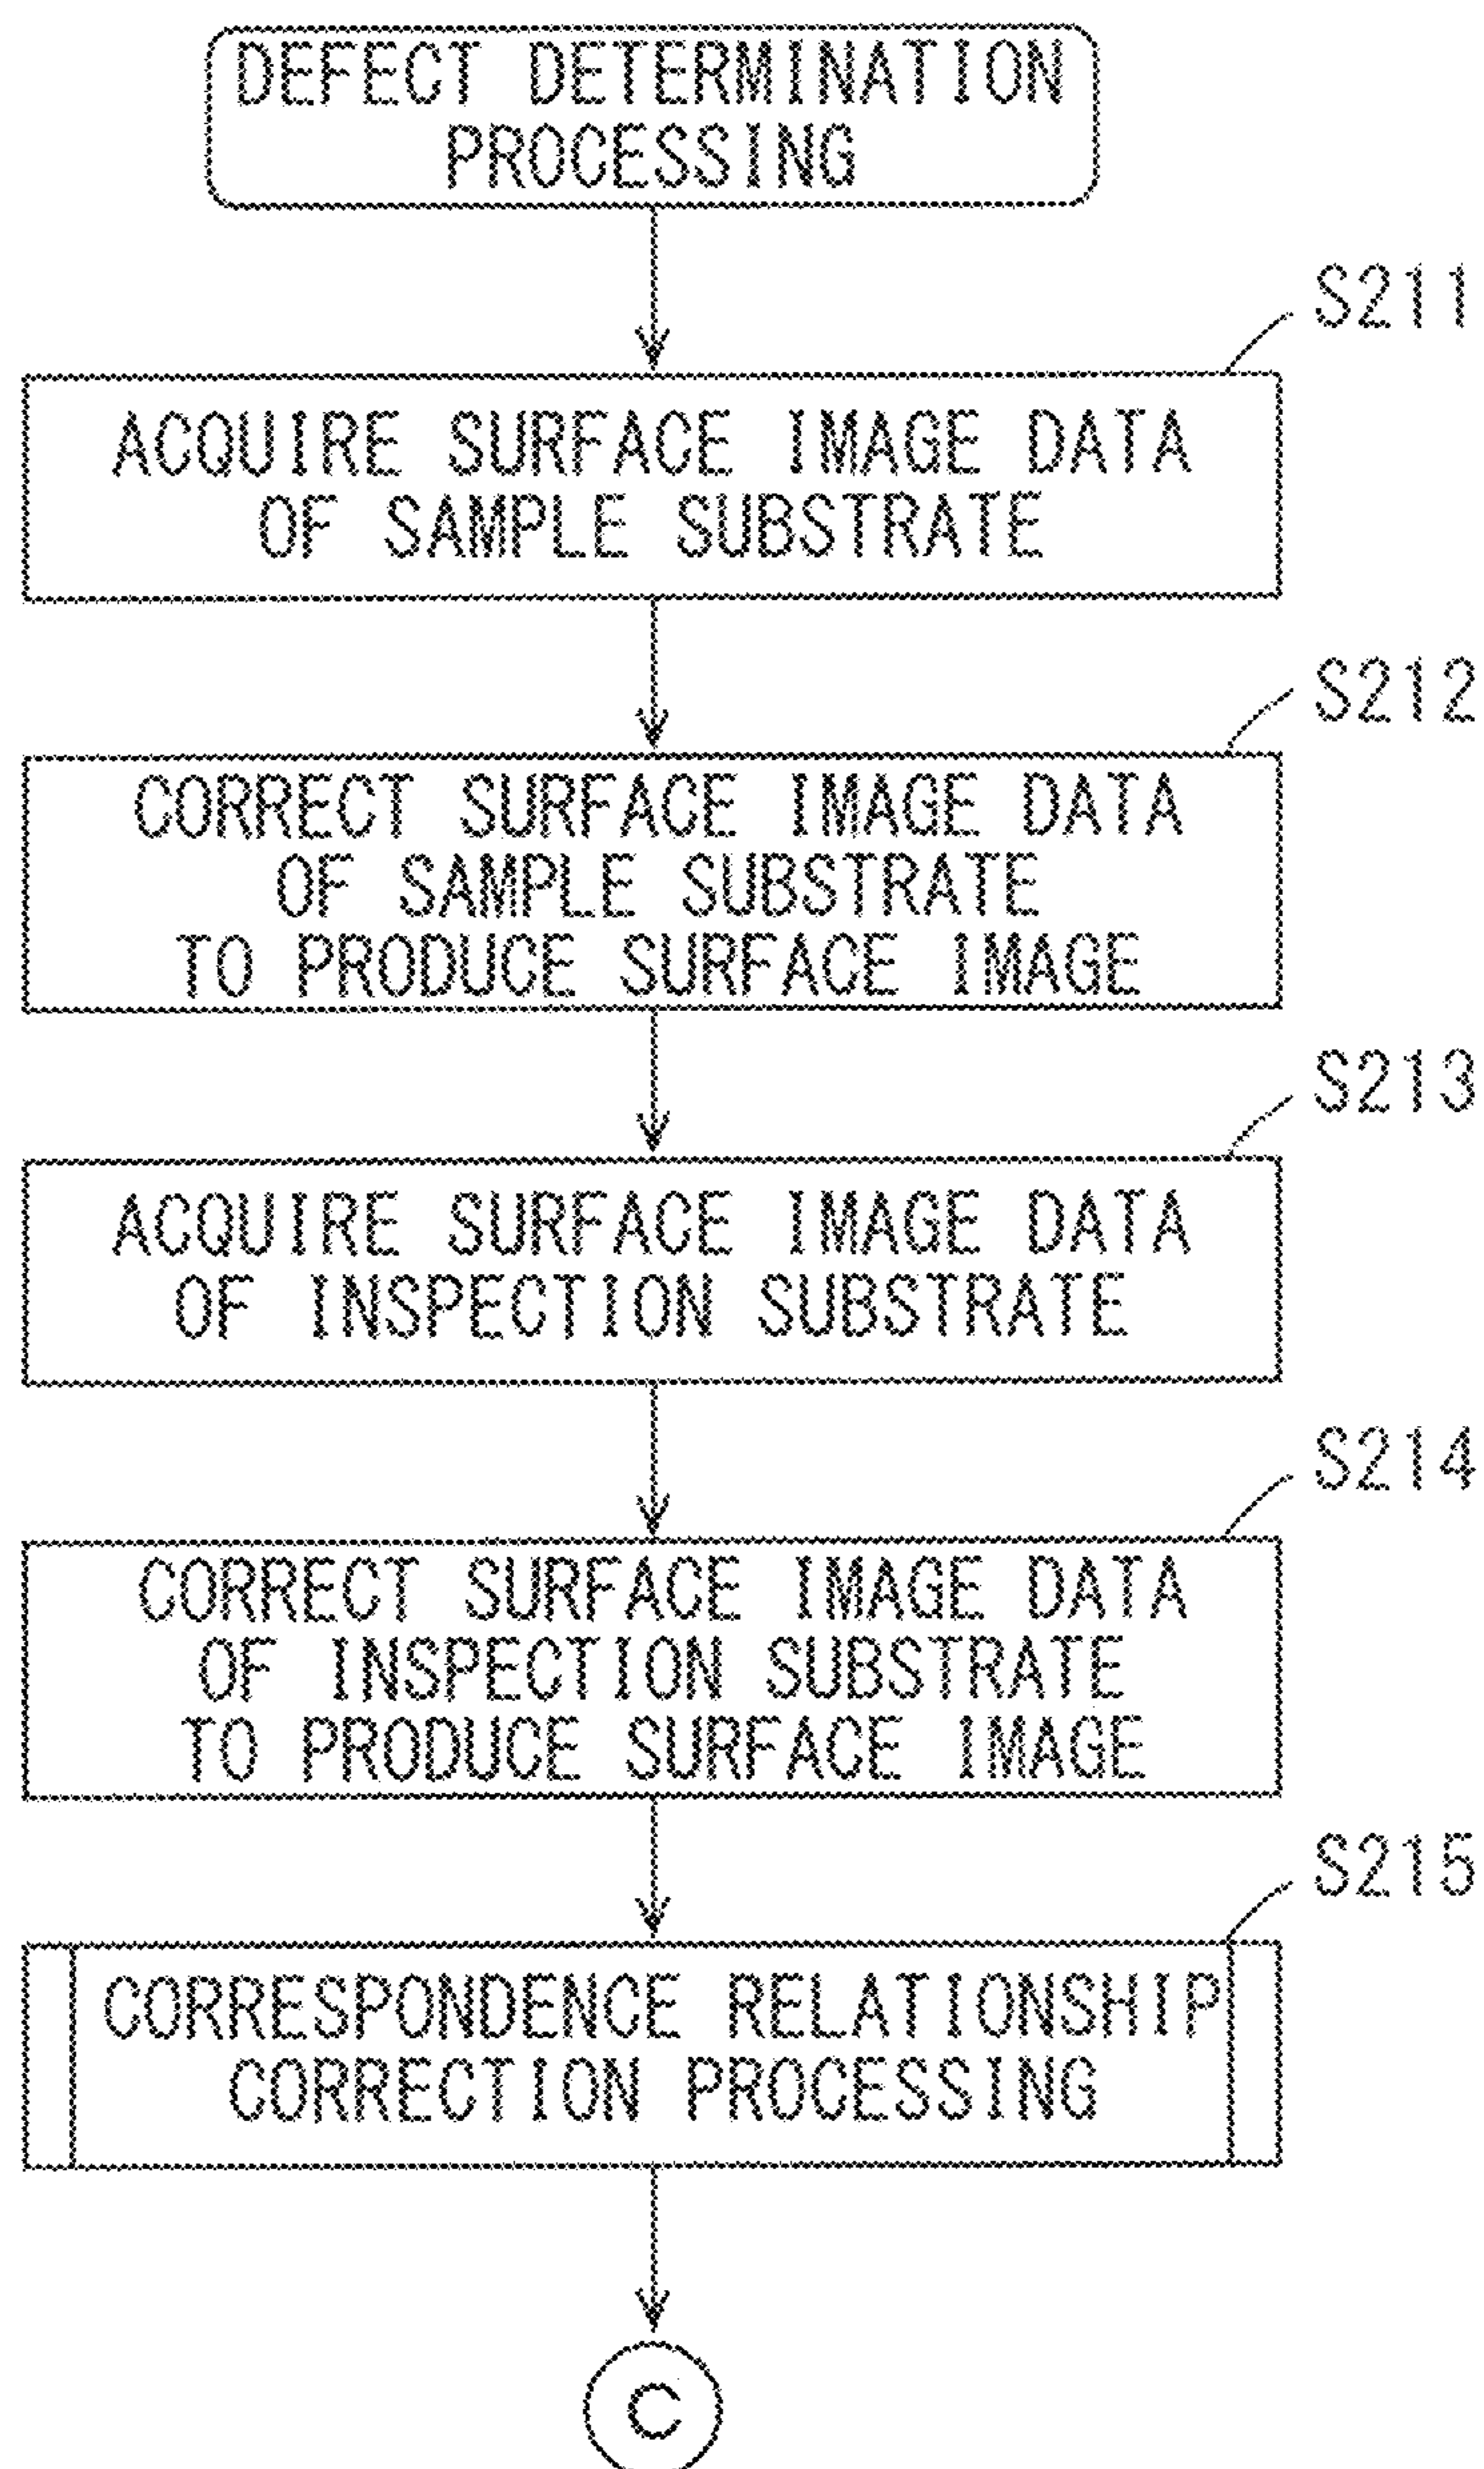 DEFECT DETERMINATION
PROCESSING
S211
ACQUIRE SURFACE IMAGE DATA
OF SAMPLE SUBSTRATE
S212
CORRECT SURFACE IMAGE DATA
OF SAMPLE SUBSTRATE
TO PRODUCE SURFACE IMAGE
S213
ACQUIRE SURFACE IMAGE DATA
OF INSPECTION SUBSTRATE
S214
CORRECT SURFACE IMAGE DATA
OF INSPECTION SUBSTRATE
TO PRODUCE SURFACE IMAGE
S215
CORRESPONDENCE RELATIONSHIP
CORRECTION PROCESSING
C